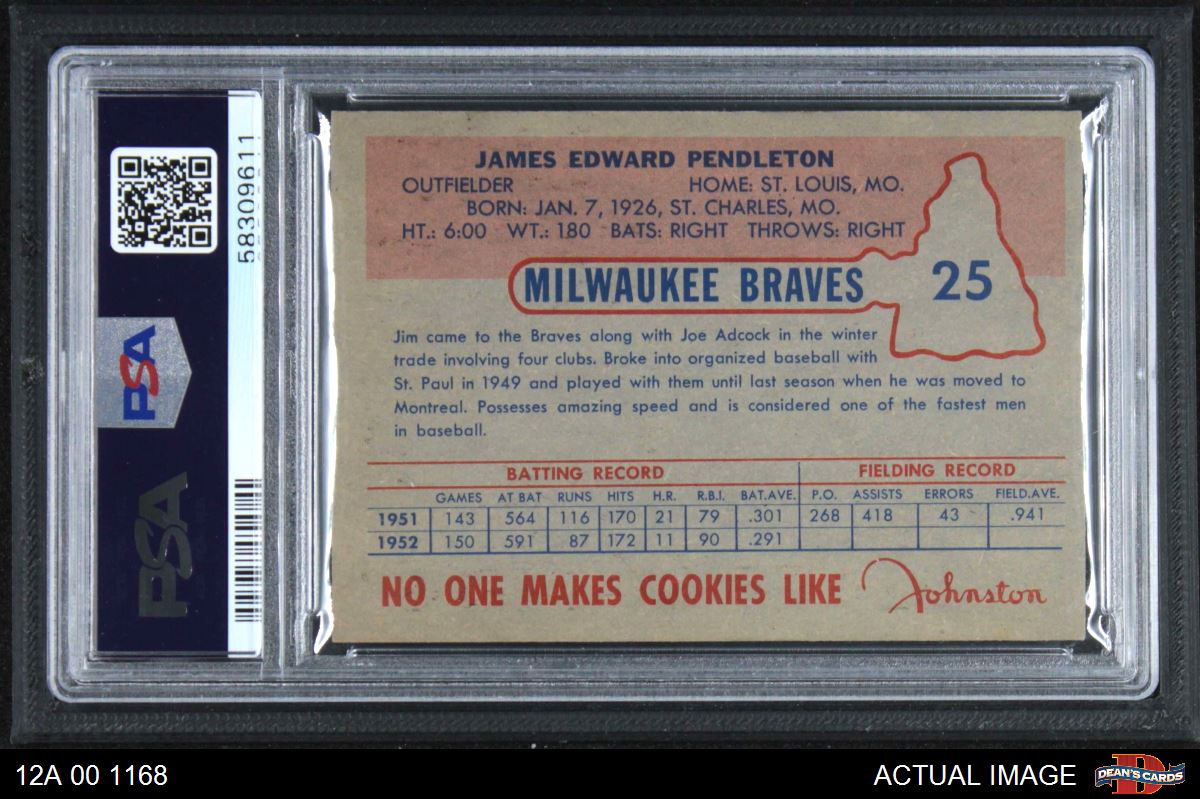 JAMES EDWARD PENDLETON
OUTFIELDER HOME: ST. LOUIS, MO.
BORN: JAN. 7, 1926, ST. CHARLES, MO.
HT.: 6:00 WT.: 180 BATS: RIGHT THROWS: RIGHT
MILWAUKEE BRAVES 25
Jim came to the Braves along with Joe Adcock in the winter
trade involving four clubs. Broke into organized baseball with
St. Paul in 1949 and played with them until last season when he was moved to
Montreal. Possesses amazing speed and is considered one of the fastest men
in baseball.
BATTING RECORD FIELDING RECORD
GAMES AT BAT RUNS HITS H.R. R.B.I. BAT.AVE. P.O. ASSISTS ERRORS FIELD.AVE.
1951 143 564 116 170 21 79 .301 268 418 43 .941
1952 150 591 87 172 11 90 .291
NO ONE MAKES COOKIES LIKE Johnston
58309611
PSA
PSA
12A 00 1168
ACTUAL IMAGE
D
DEAN'S CARDS